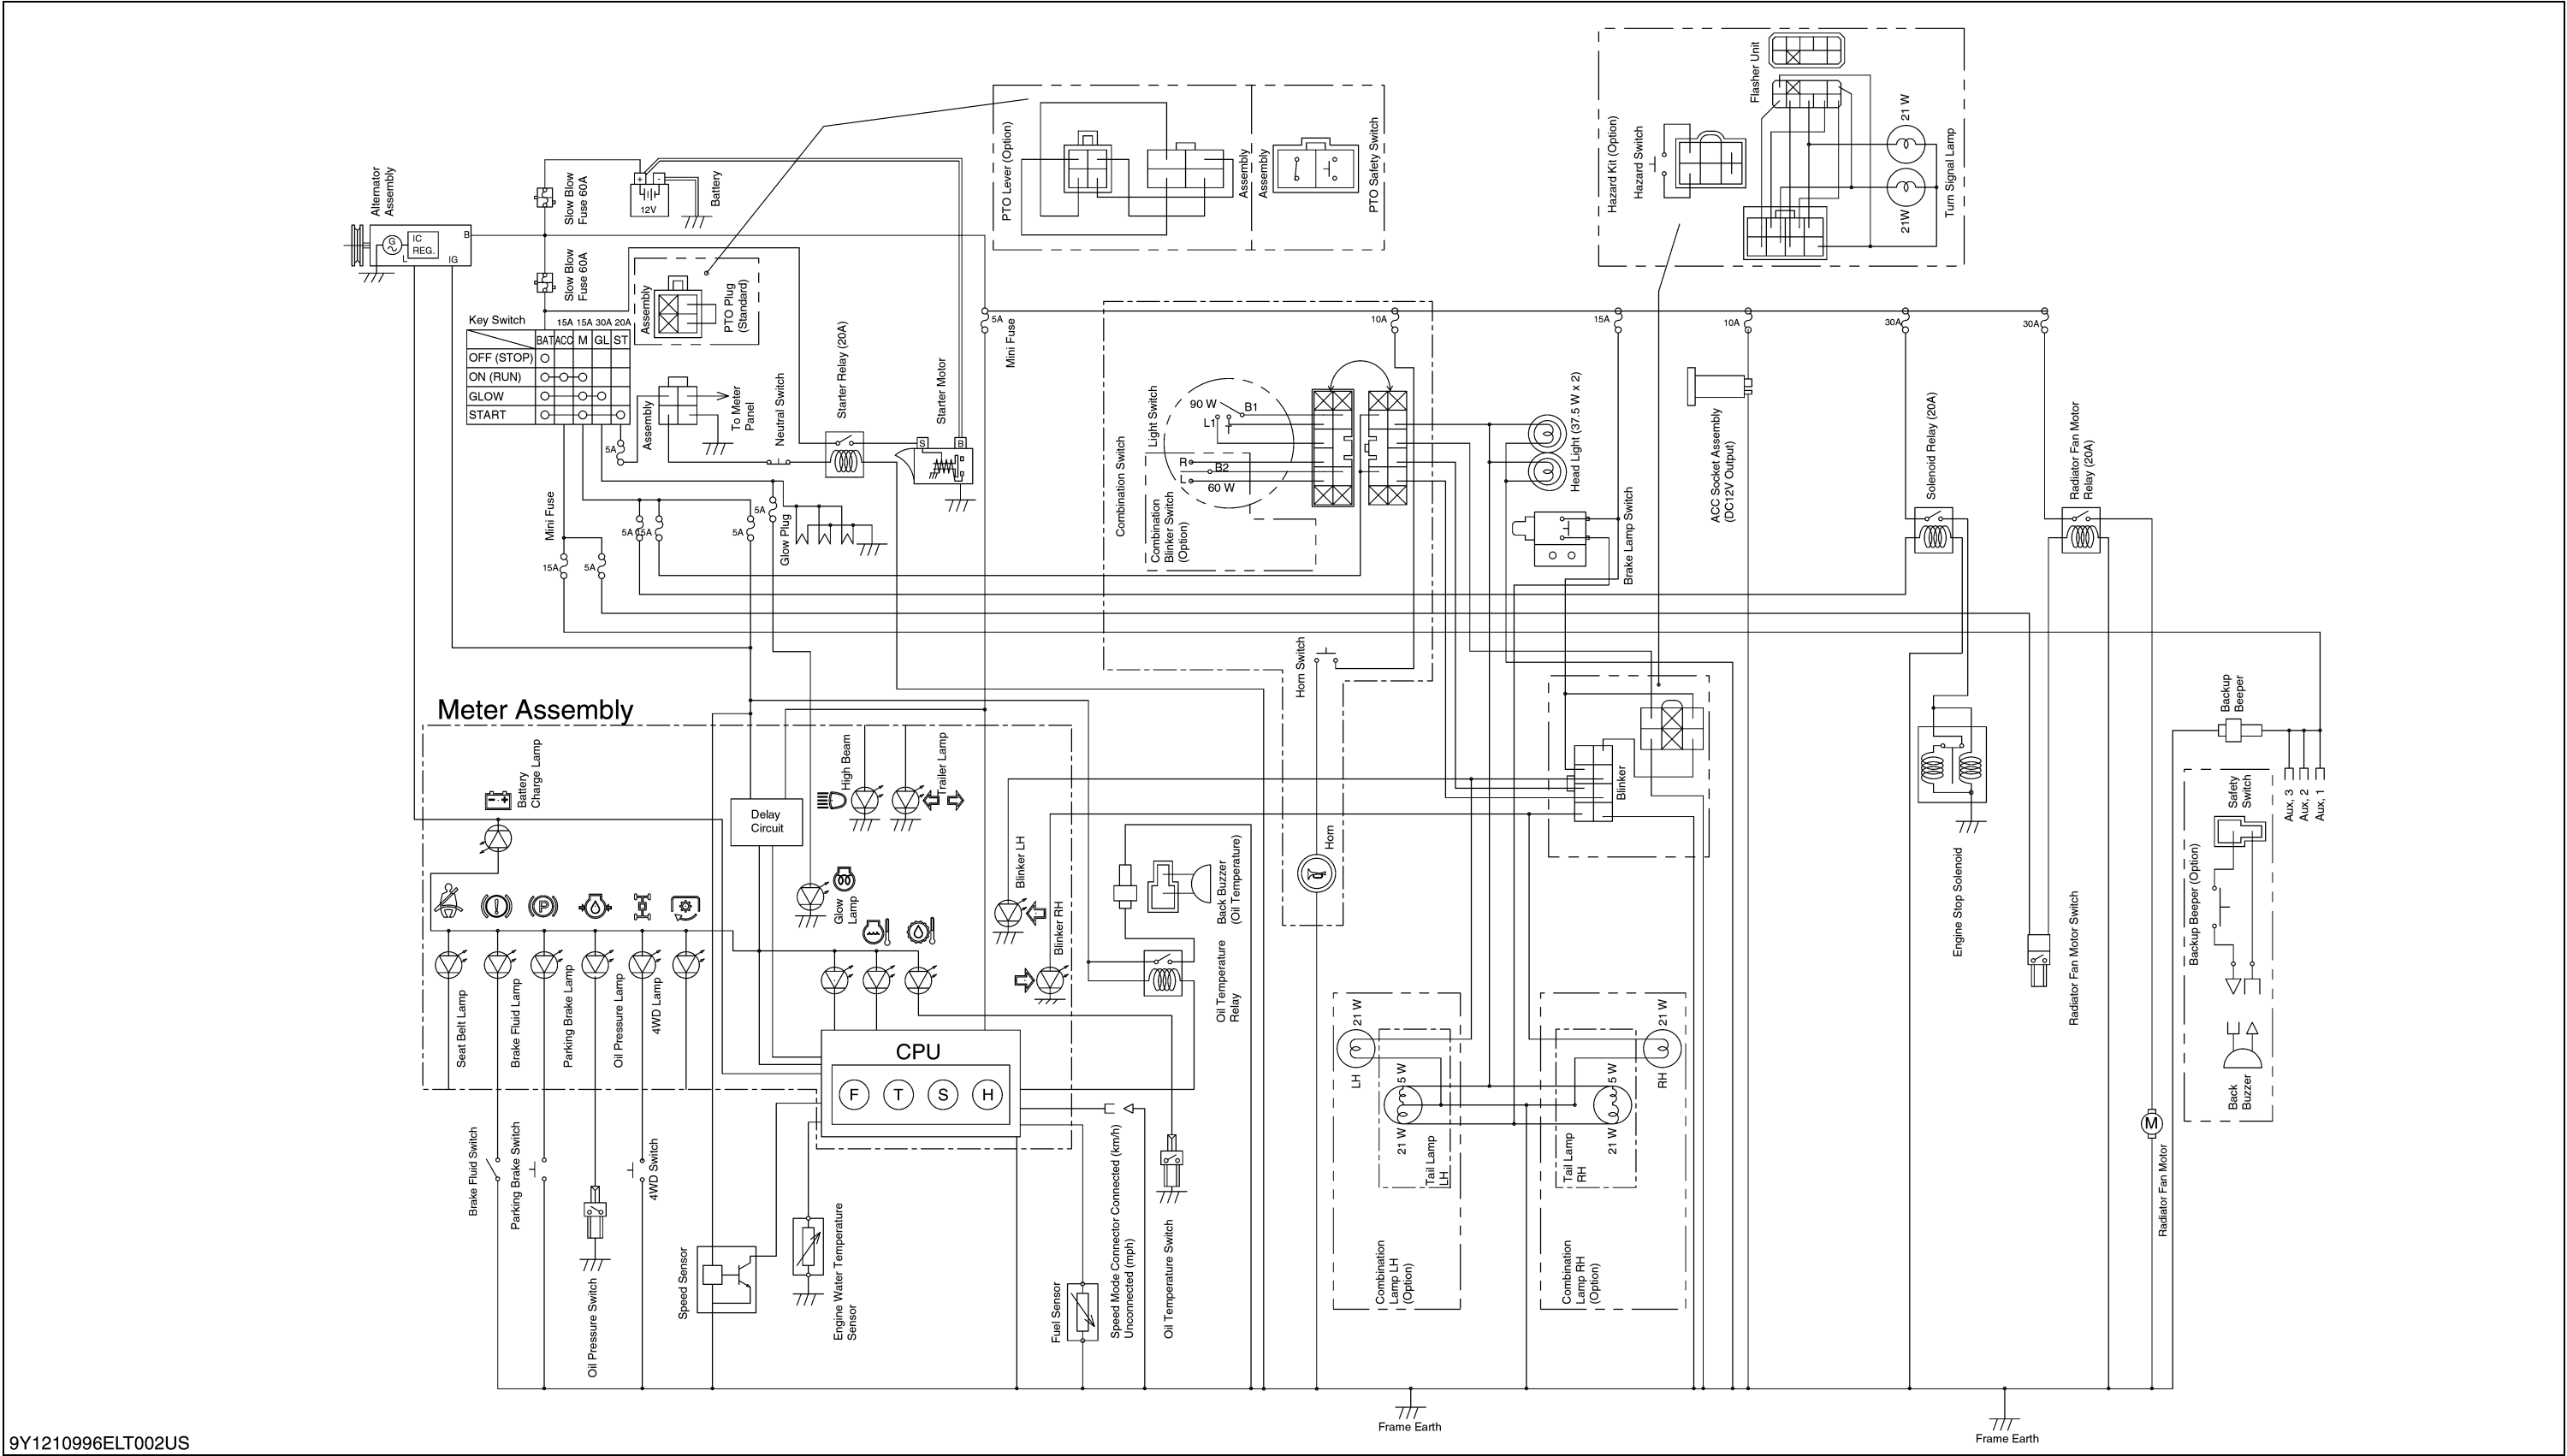 Alternator
Assembly
G
IC
REG.
L
IG
B
Slow Blow
Fuse 60A
Slow Blow
Fuse 60A
+
-
12V
Battery
Key Switch
15A 15A 30A 20A
BAT ACC M GL ST
OFF (STOP)
ON (RUN)
GLOW
START
Assembly
PTO Plug
(Standard)
Assembly
To Meter
Panel
Neutral Switch
Starter Relay (20A)
Starter Motor
S
B
5A
Mini Fuse
15A
5A
5A
15A
5A
5A
Glow Plug
5A
Mini Fuse
PTO Lever (Option)
Assembly
Assembly
PTO Safety Switch
Hazard Kit (Option)
Hazard Switch
Flasher Unit
21 W
21W
Turn Signal Lamp
Combination Switch
Light Switch
90 W
B1
L1
R
B2
L
60 W
Combination
Blinker Switch
(Option)
10A
15A
10A
30A
30A
Head Light (37.5 W x 2)
Brake Lamp Switch
ACC Socket Assembly
(DC12V Output)
Solenoid Relay (20A)
Radiator Fan Motor
Relay (20A)
Horn Switch
Horn
Blinker
Meter Assembly
Battery
Charge Lamp
Delay
Circuit
High Beam
Trailer Lamp
Glow
Lamp
Blinker LH
Blinker RH
P
Seat Belt Lamp
Brake Fluid Lamp
Parking Brake Lamp
Oil Pressure Lamp
4WD Lamp
CPU
F T S H
Back Buzzer
(Oil Temperature)
Oil Temperature
Relay
Brake Fluid Switch
Parking Brake Switch
Oil Pressure Switch
4WD Switch
Speed Sensor
Engine Water Temperature
Sensor
Fuel Sensor
Speed Mode Connector Connected (km/h)
Unconnected (mph)
Oil Temperature Switch
21 W
LH
5 W
21 W
Tail Lamp
LH
Combination
Lamp LH
(Option)
21 W
RH
5 W
21 W
Tail Lamp
RH
Combination
Lamp RH
(Option)
Engine Stop Solenoid
Radiator Fan Motor Switch
M
Radiator Fan Motor
Backup
Beeper
Aux, 3
Aux, 2
Aux, 1
Safety
Switch
Backup Beeper (Option)
Back
Buzzer
Frame Earth
Frame Earth
9Y1210996ELT002US